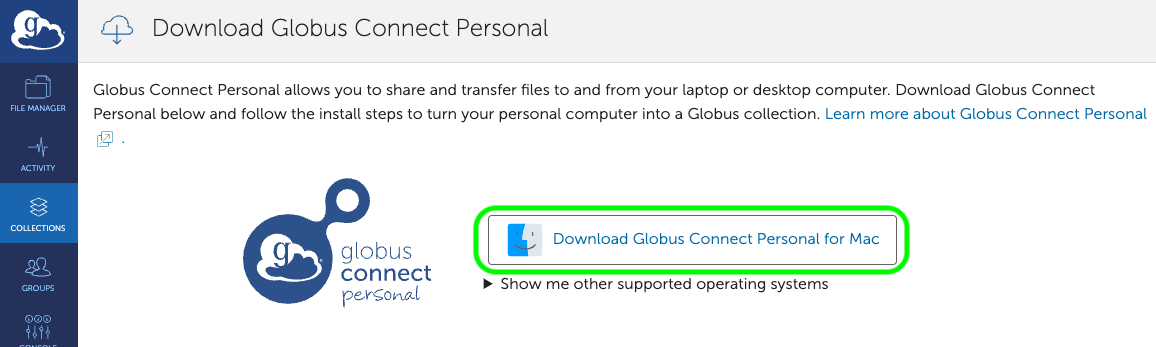 g
Download Globus Connect Personal
FILE MANAGER
ACTIVITY
COLLECTIONS
GROUPS
CONSOLE
Globus Connect Personal allows you to share and transfer files to and from your laptop or desktop computer. Download Globus Connect
Personal below and follow the install steps to turn your personal computer into a Globus collection. Learn more about Globus Connect Personal
.
g
globus
connect
personal
Download Globus Connect Personal for Mac
Show me other supported operating systems